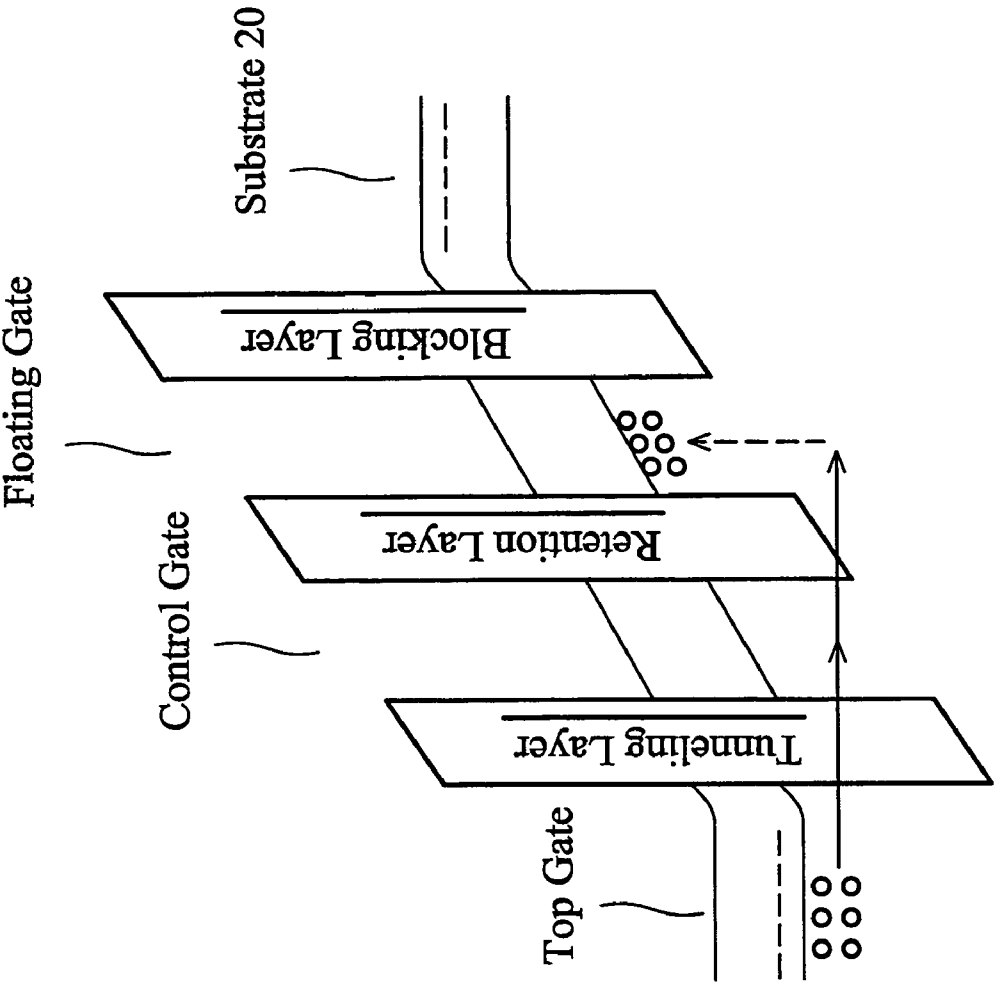 Top Gate
Tunneling Layer
Control Gate
Retention Layer
Floating Gate
Blocking Layer
Substrate 20